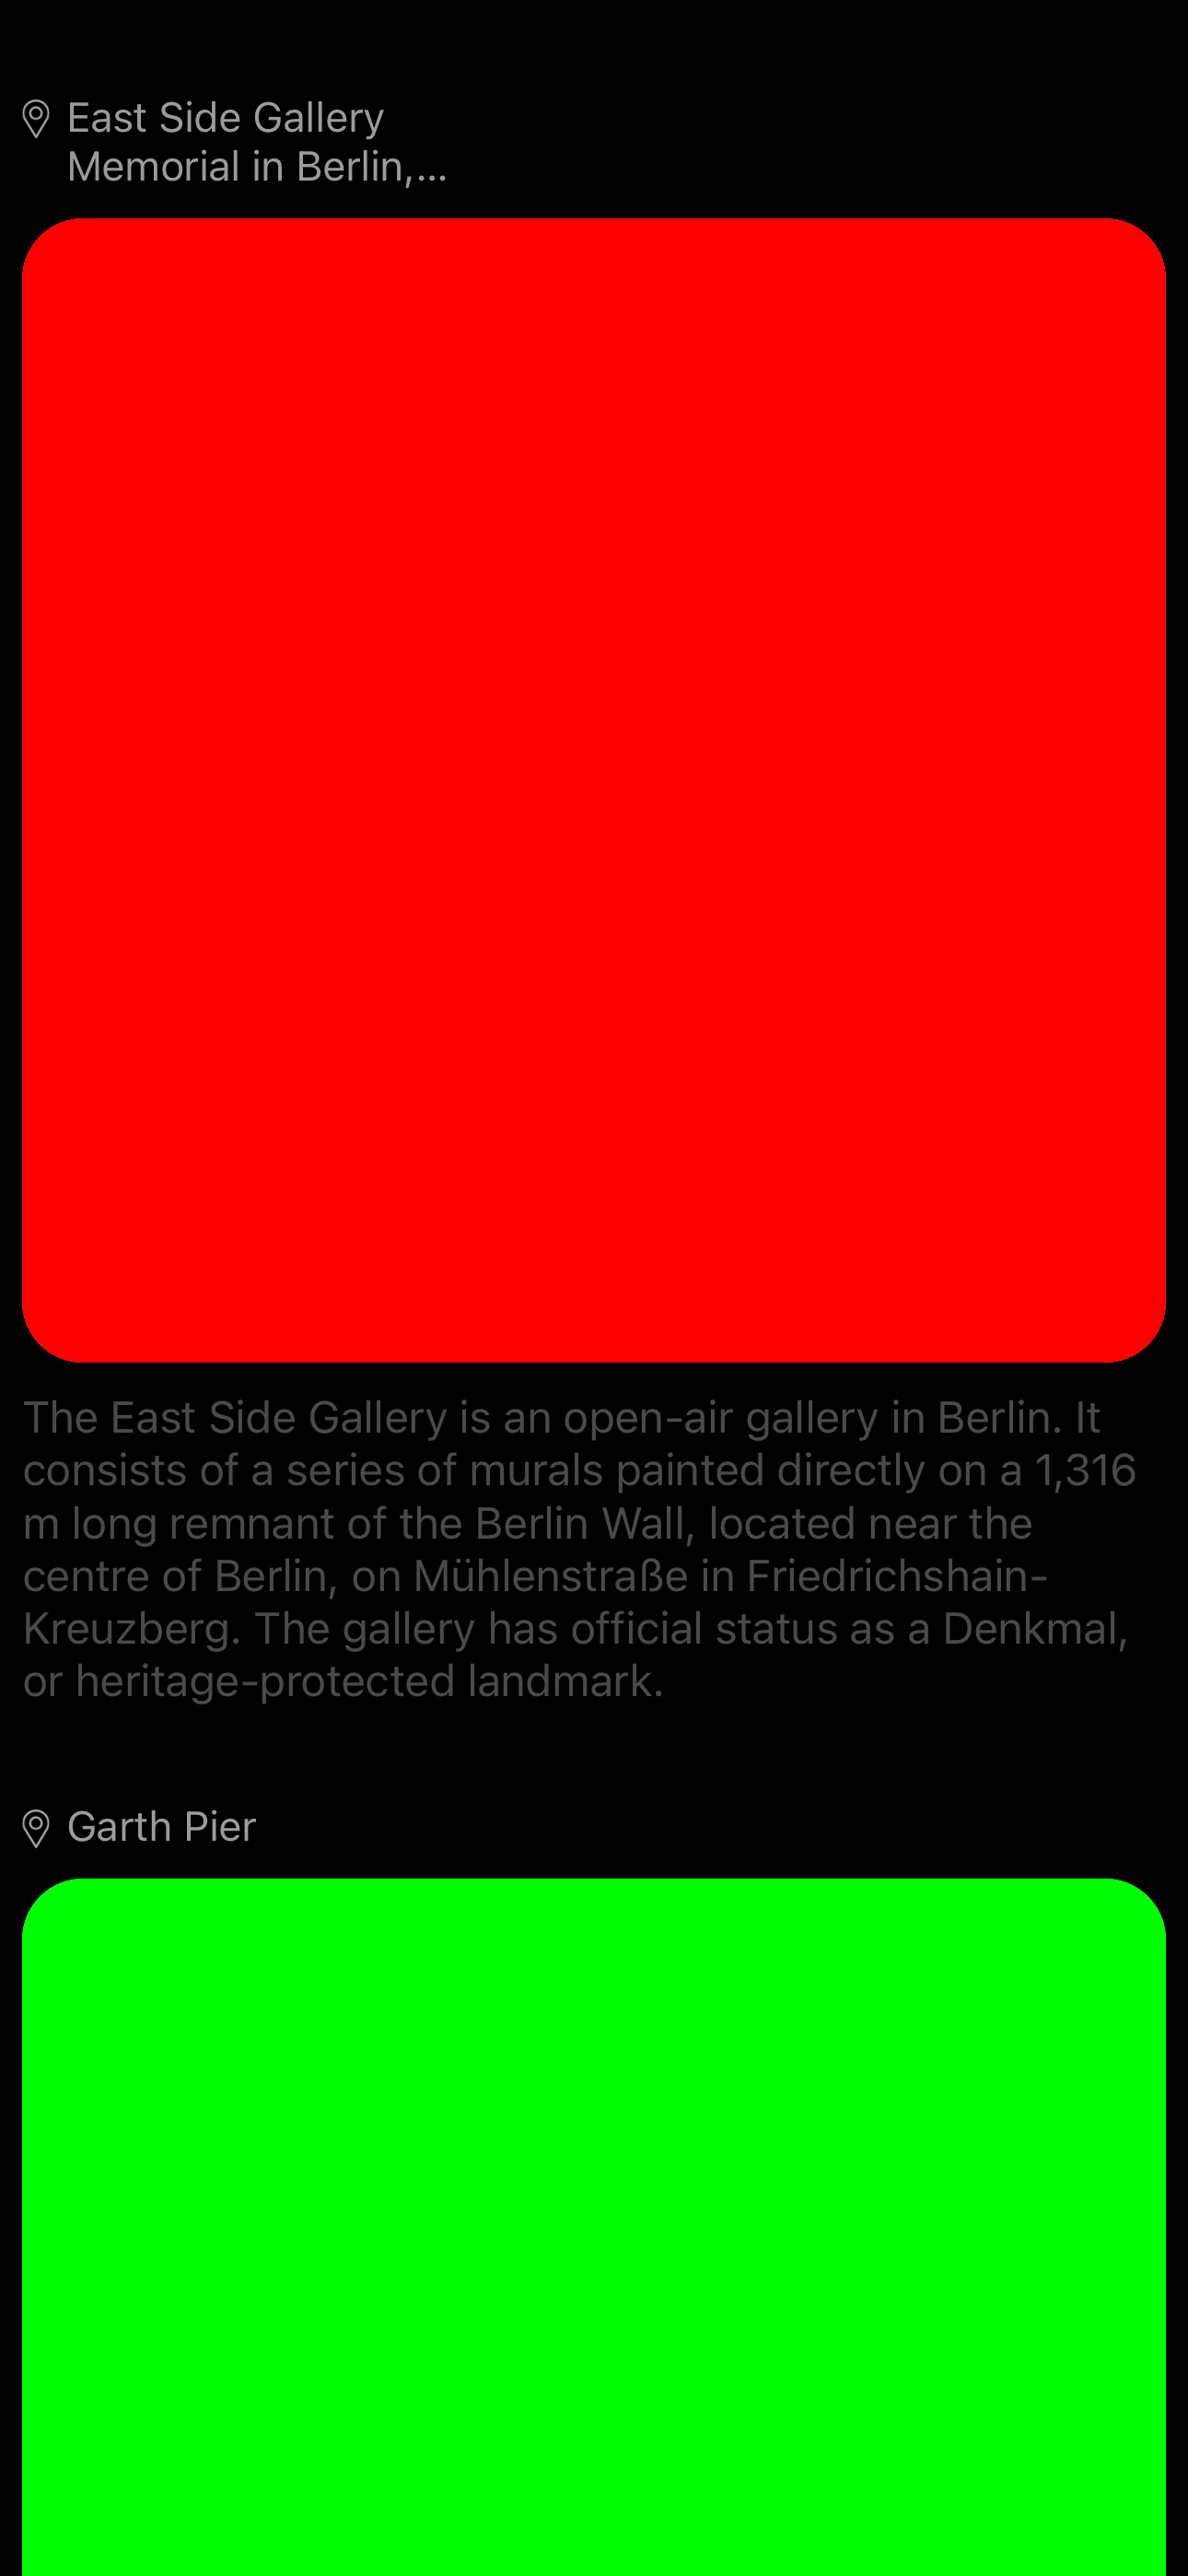 East Side Gallery
Memorial in Berlin,...
The East Side Gallery is an open-air gallery in Berlin. It
consists of a series of murals painted directly on a 1,316
m long remnant of the Berlin Wall, located near the
centre of Berlin, on Mühlenstraße in Friedrichshain-
Kreuzberg. The gallery has official status as a Denkmal,
or heritage-protected landmark.
Garth Pier